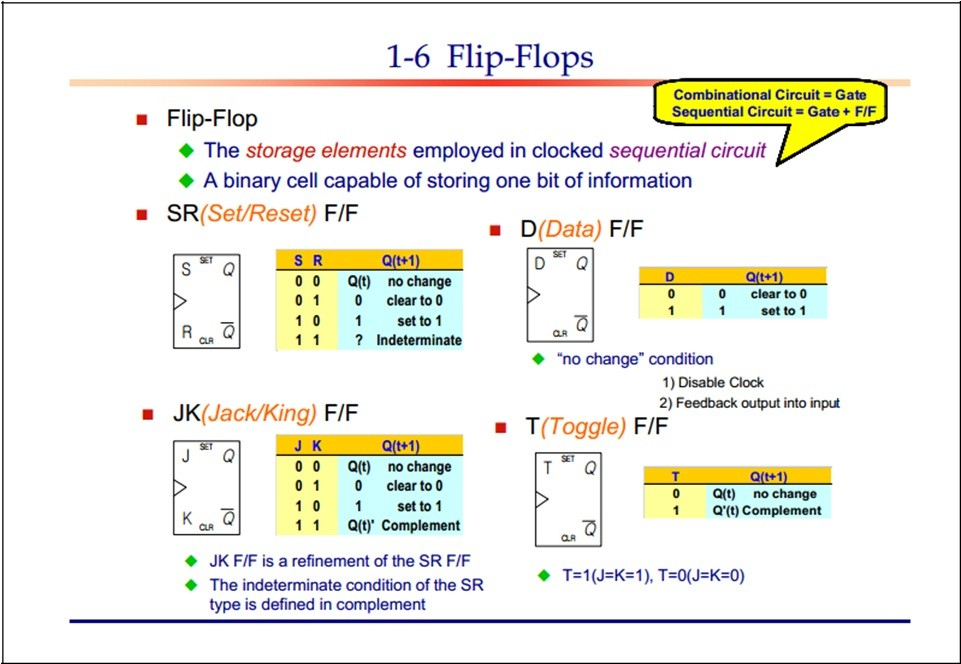 1-6 Flip-Flops
Combinational Circuit = Gate
Sequential Circuit = Gate + F/F
■ Flip-Flop
◆ The storage elements employed in clocked sequential circuit
◆ A binary cell capable of storing one bit of information
■ SR(Set/Reset) F/F
S SET Q
R CLR Q̅
S R Q(t+1)
0 0 Q(t) no change
0 1 0 clear to 0
1 0 1 set to 1
1 1 ? Indeterminate
■ D(Data) F/F
D SET Q
CLR Q̅
D Q(t+1)
0 0 clear to 0
1 1 set to 1
◆ “no change” condition
1) Disable Clock
2) Feedback output into input
■ JK(Jack/King) F/F
J SET Q
K CLR Q̅
J K Q(t+1)
0 0 Q(t) no change
0 1 0 clear to 0
1 0 1 set to 1
1 1 Q(t)' Complement
◆ JK F/F is a refinement of the SR F/F
◆ The indeterminate condition of the SR
type is defined in complement
■ T(Toggle) F/F
T SET Q
CLR Q̅
T Q(t+1)
0 Q(t) no change
1 Q'(t) Complement
◆ T=1(J=K=1), T=0(J=K=0)